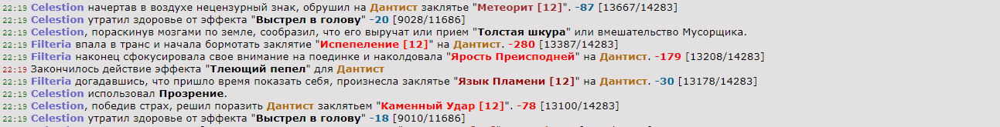 22:19 Celestion начертав в воздухе нецензурный знак, обрушил на Дантист заклятье "Метеорит [12]". -87 [13667/14283]
22:19 Celestion утратил здоровье от эффекта "Выстрел в голову" -20 [9028/11686]
22:19 Celestion, пораскинув мозгами по земле, сообразил, что его выручат или прием "Толстая шкура" или вмешательство Мусорщика.
22:19 Filteria впала в транс и начала бормотать заклятие "Испепеление [12]" на Дантист. -280 [13387/14283]
22:19 Filteria наконец сфокусировала свое внимание на поединке и наколдовала "Ярость Преисподней" на Дантист. -179 [13208/14283]
22:19 Закончилось действие эффекта "Тлеющий пепел" для Дантист
22:19 Filteria догадавшись, что пришло время показать себя, произнесла заклятье "Язык Пламени [12]" на Дантист. -30 [13178/14283]
22:19 Celestion использовал Прозрение.
22:19 Celestion, победив страх, решил поразить Дантист заклятьем "Каменный Удар [12]". -78 [13100/14283]
22:19 Celestion утратил здоровье от эффекта "Выстрел в голову" -18 [9010/11686]